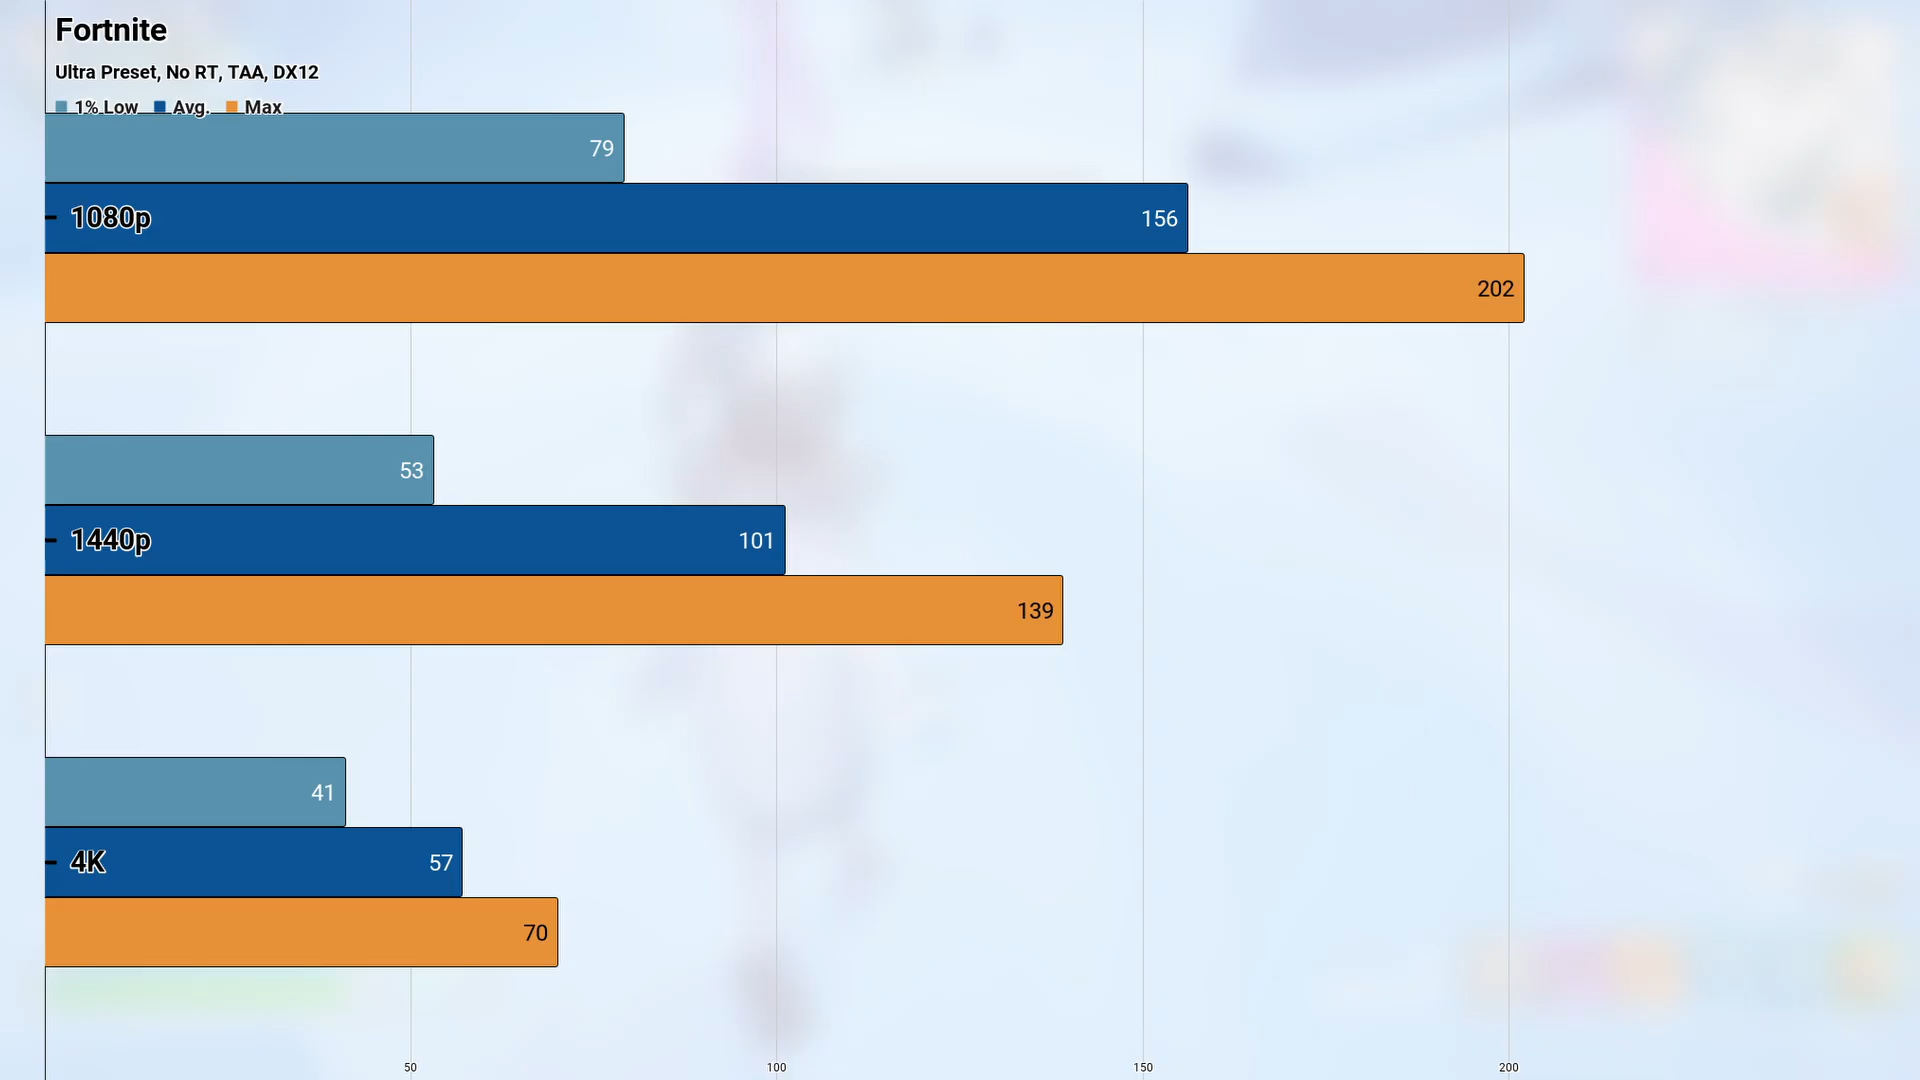 Fortnite
Ultra Preset, No RT, TAA, DX12
1% Low Avg. Max
79
1080p 156
202
53
1440p 101
139
41
4K 57
70
50 100 150 200